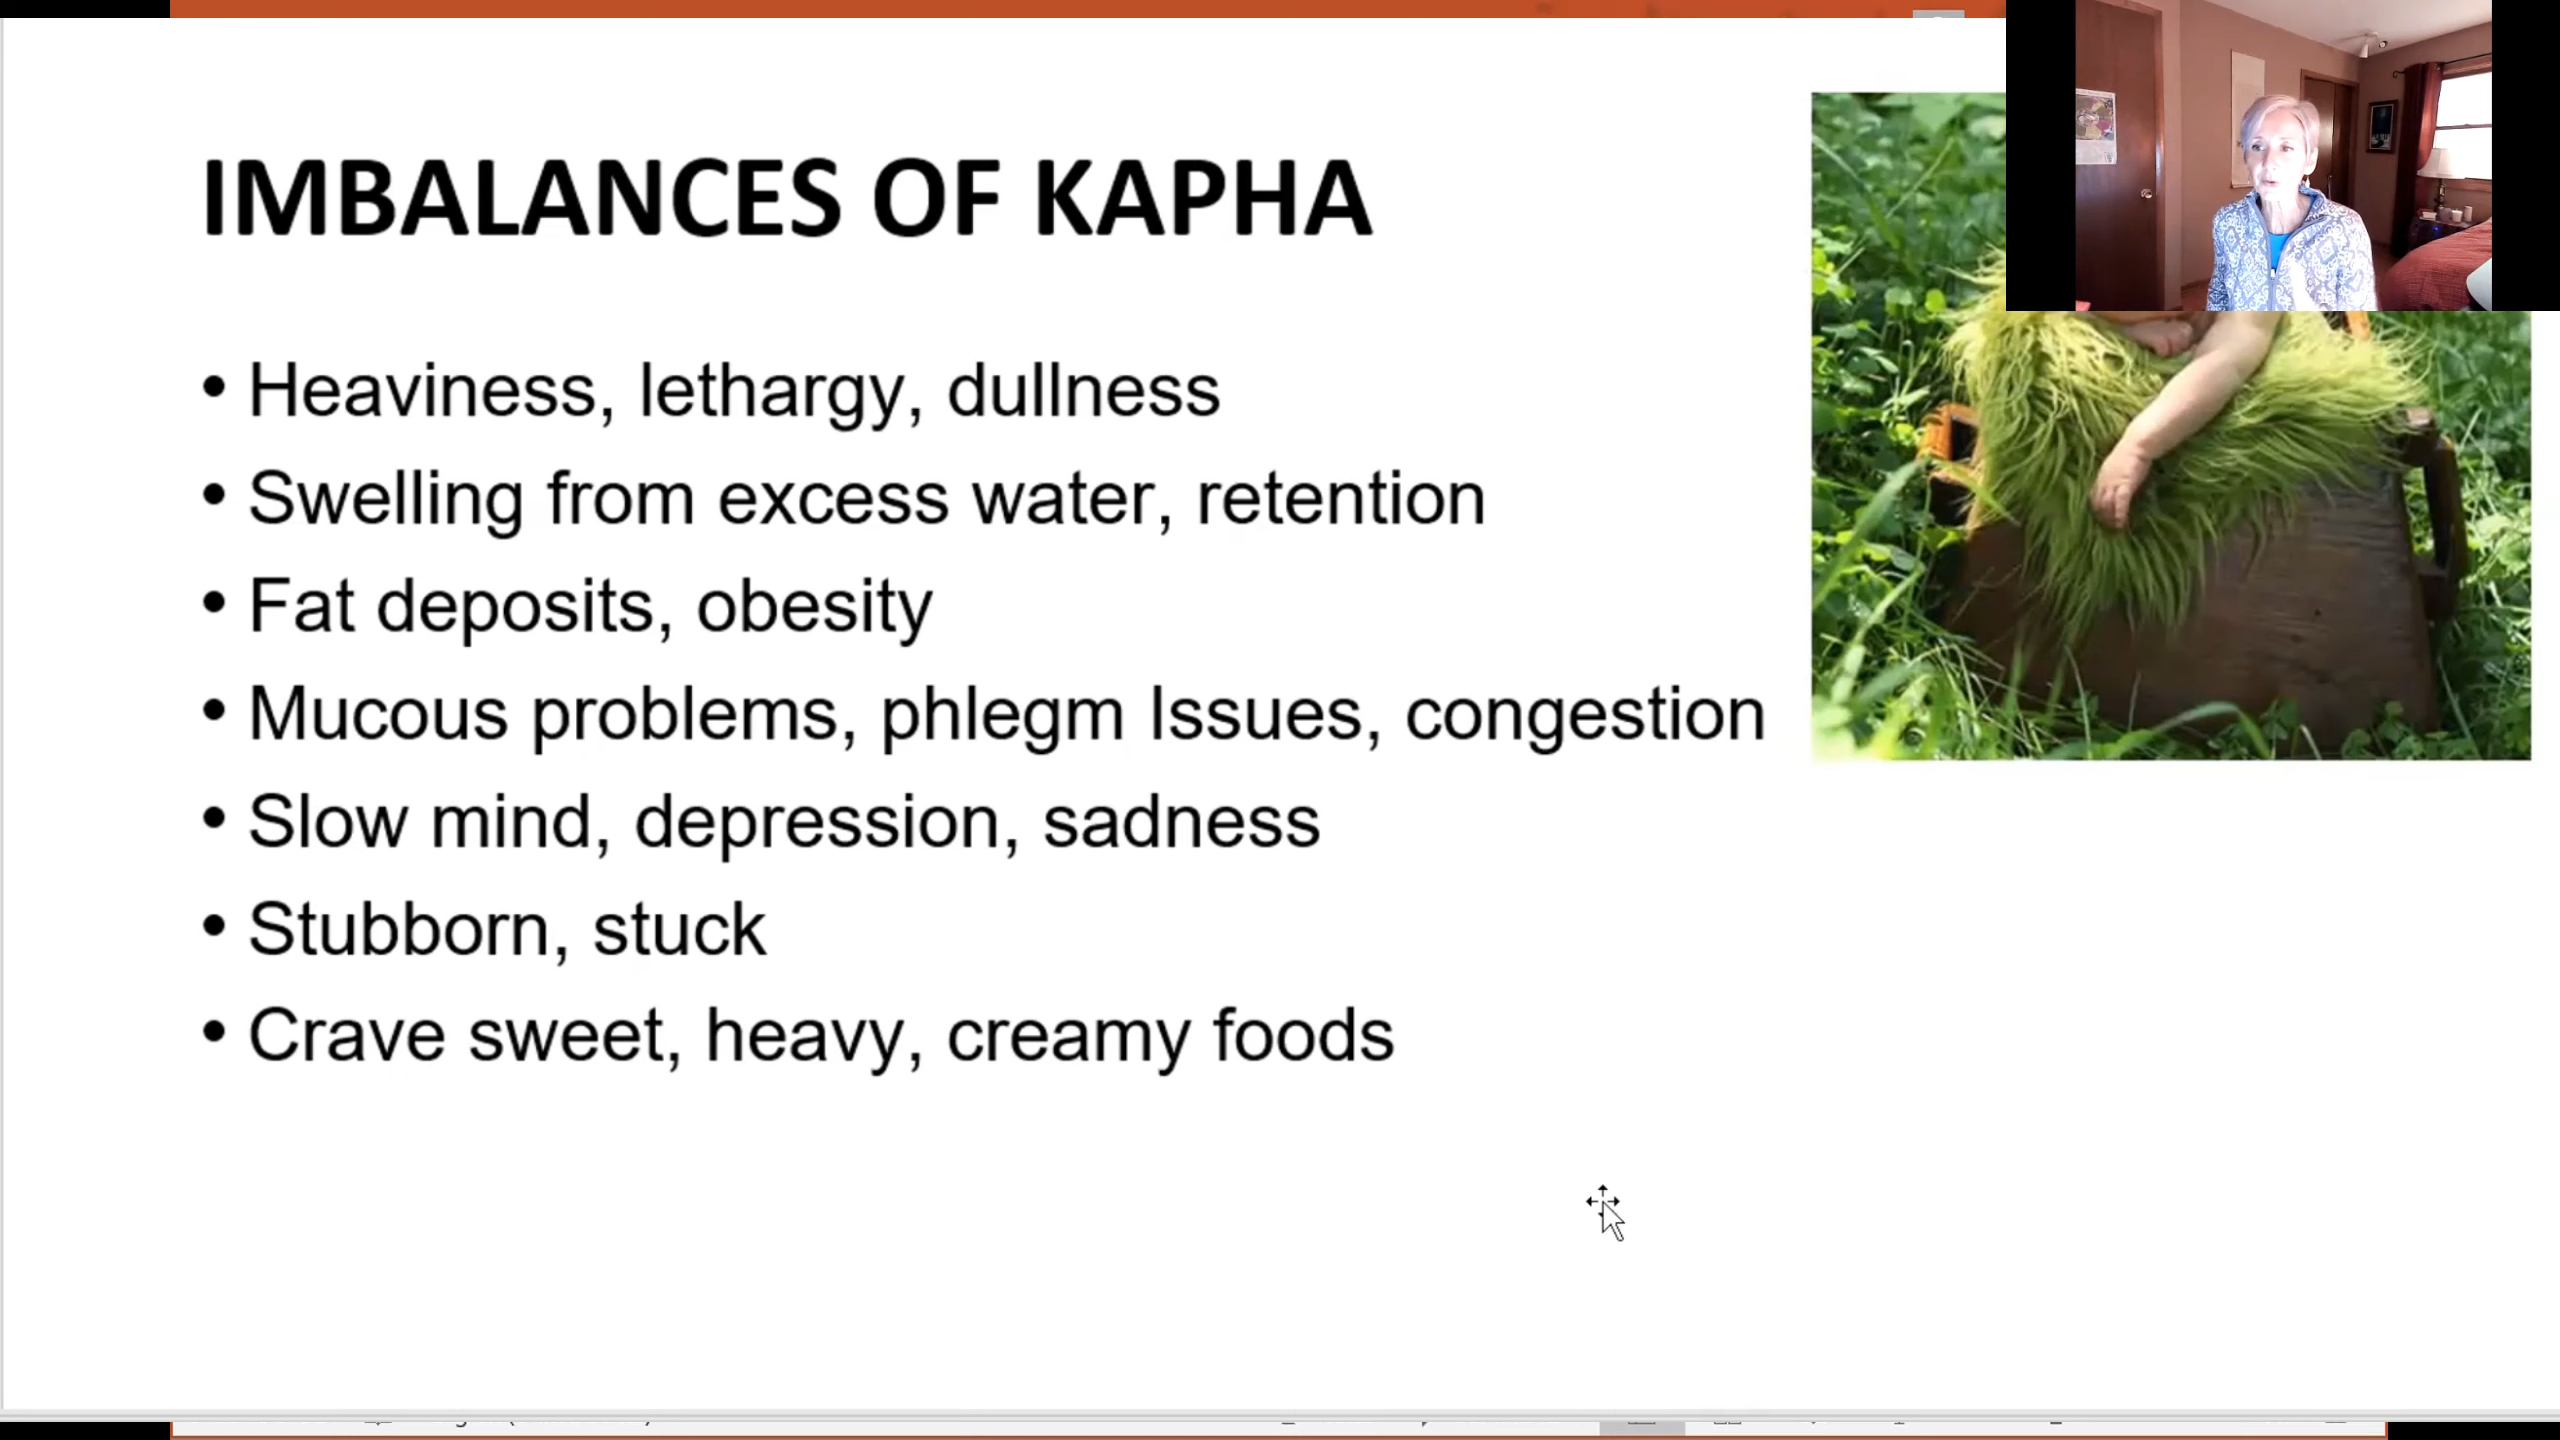 IMBALANCES OF KAPHA
• Heaviness, lethargy, dullness
• Swelling from excess water, retention
• Fat deposits, obesity
• Mucous problems, phlegm Issues, congestion
• Slow mind, depression, sadness
• Stubborn, stuck
• Crave sweet, heavy, creamy foods